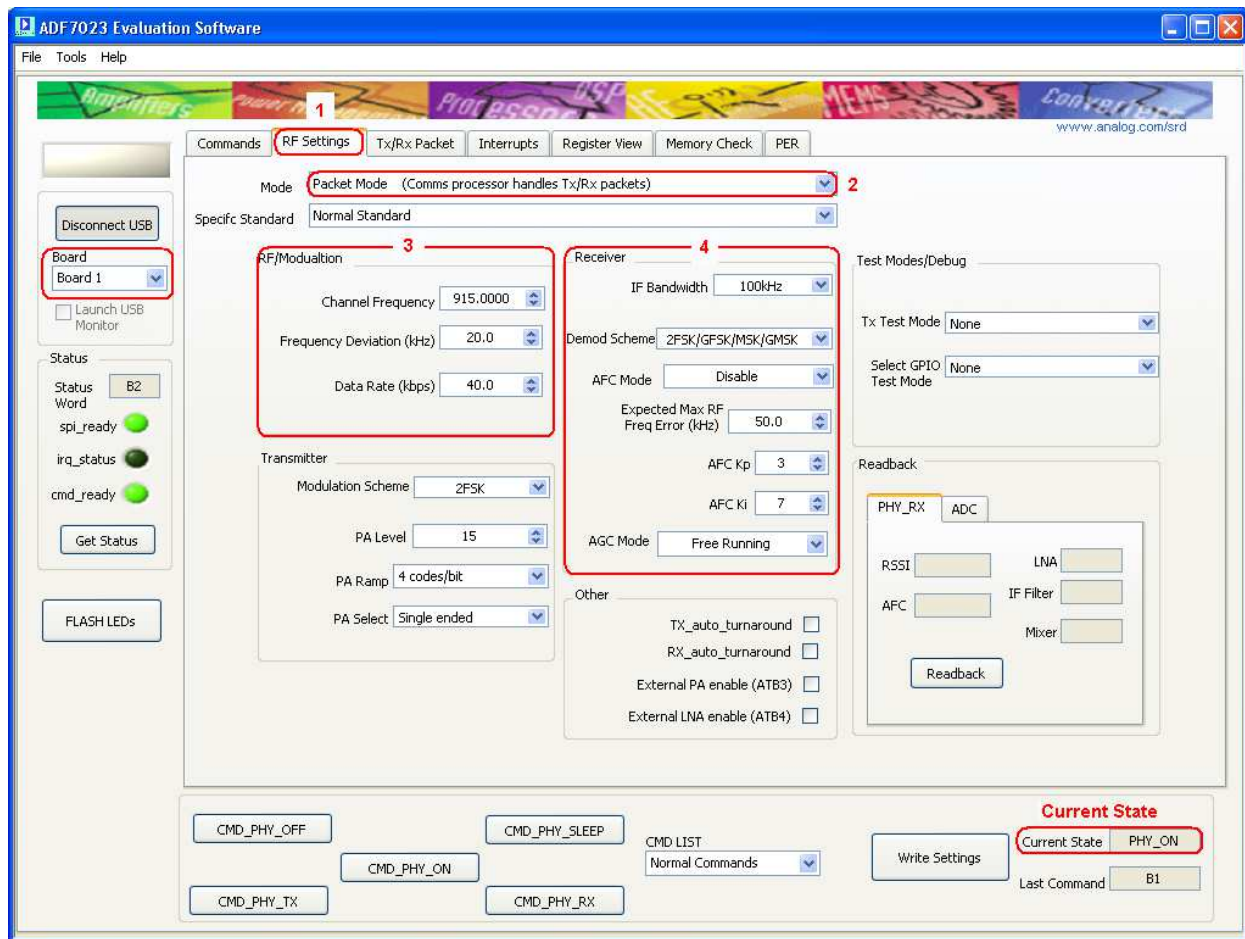 ADF7023 Evaluation Software
File Tools Help
Amplifiers Power Management Processors DSP RF MEMS Converters
www.analog.com/srd
1
Commands RF Settings Tx/Rx Packet Interrupts Register View Memory Check PER
Mode Packet Mode (Comms processor handles Tx/Rx packets) 2
Specifc Standard Normal Standard
Disconnect USB
Board
Board 1
Launch USB
Monitor
Status
Status
Word
B2
spi_ready
irq_status
cmd_ready
Get Status
FLASH LEDs
3
RF/Modualtion
Channel Frequency 915.0000
Frequency Deviation (kHz) 20.0
Data Rate (kbps) 40.0
Transmitter
Modulation Scheme 2FSK
PA Level 15
PA Ramp 4 codes/bit
PA Select Single ended
4
Receiver
IF Bandwidth 100kHz
Demod Scheme 2FSK/GFSK/MSK/GMSK
AFC Mode Disable
Expected Max RF
Freq Error (kHz) 50.0
AFC Kp 3
AFC Ki 7
AGC Mode Free Running
Other
TX_auto_turnaround
RX_auto_turnaround
External PA enable (ATB3)
External LNA enable (ATB4)
Test Modes/Debug
Tx Test Mode None
Select GPIO
Test Mode
None
Readback
PHY_RX ADC
RSSI LNA
AFC IF Filter
Mixer
Readback
CMD_PHY_OFF CMD_PHY_SLEEP
CMD_PHY_ON
CMD_PHY_TX CMD_PHY_RX
CMD LIST
Normal Commands
Write Settings
Current State
Current State PHY_ON
Last Command B1